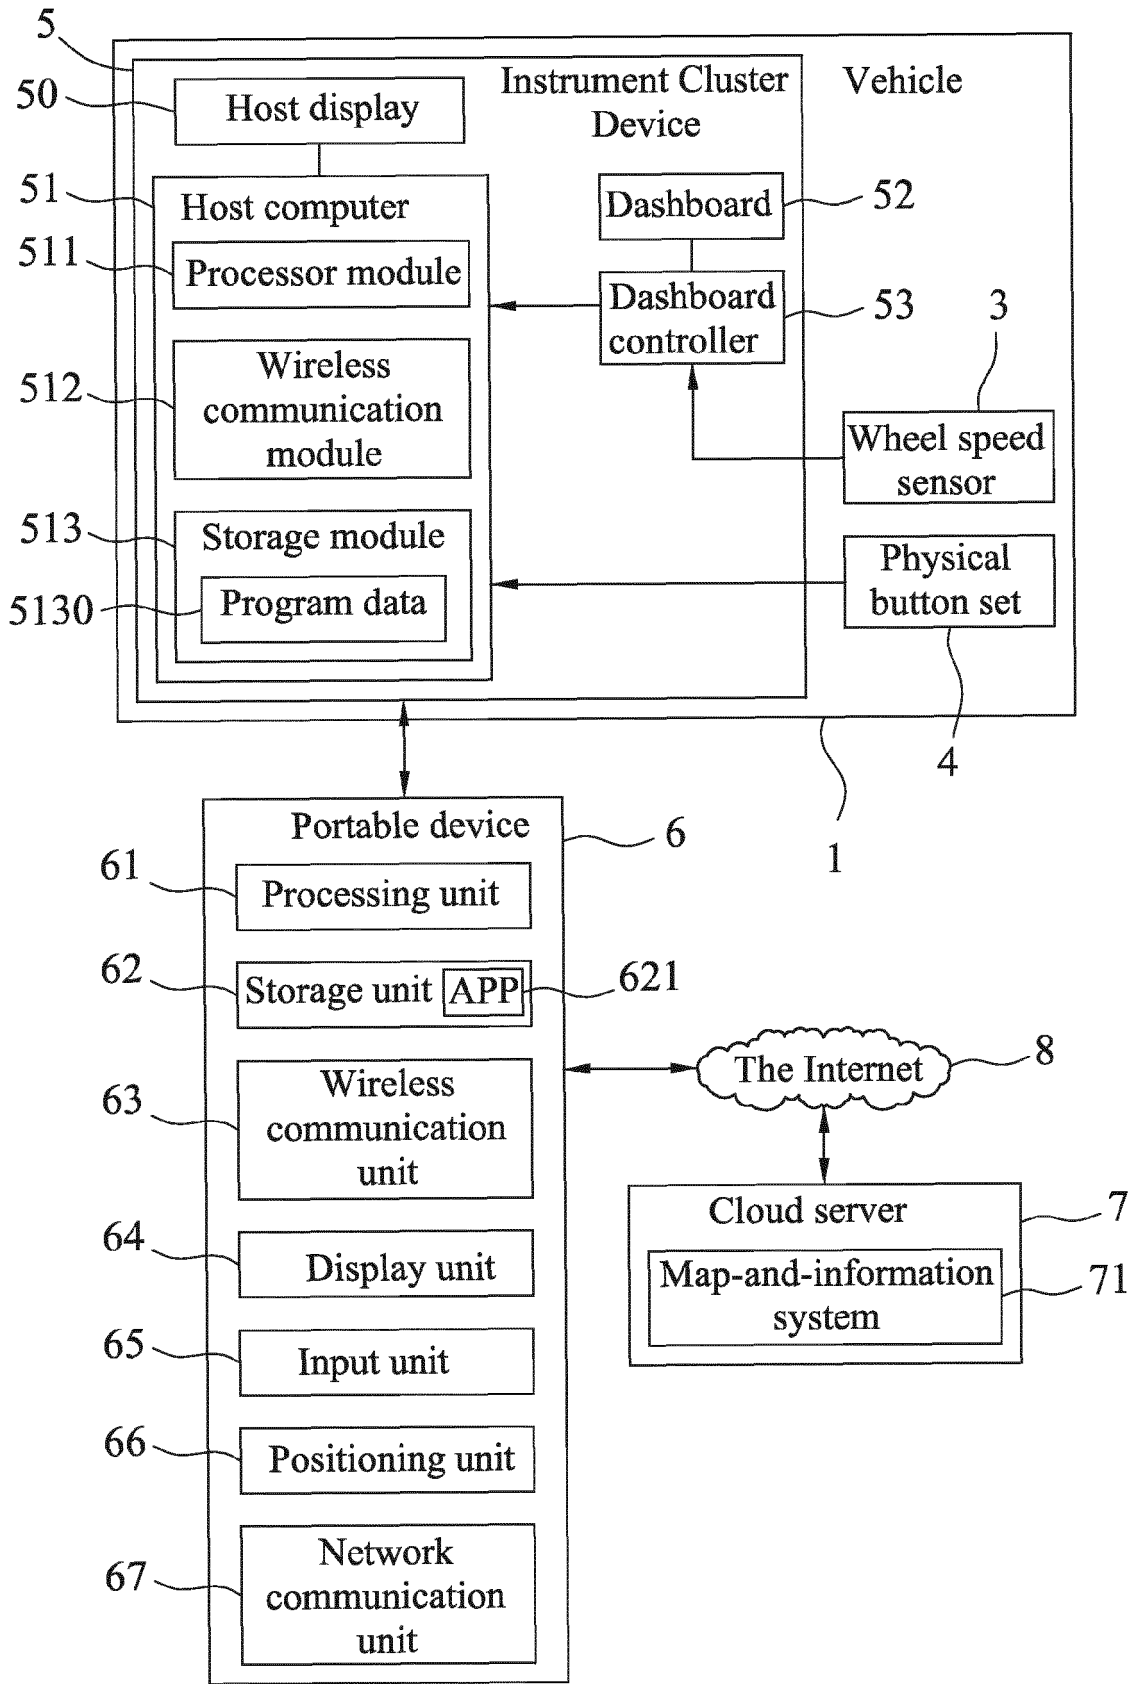 5
Instrument Cluster
Device
Vehicle
50
Host display
51
Host computer
Dashboard
52
511
Processor module
Dashboard
controller
53
3
512
Wireless
communication
module
Wheel speed
sensor
513
Storage module
Physical
button set
5130
Program data
4
1
Portable device
6
61
Processing unit
62
Storage unit
APP
621
63
Wireless
communication
unit
The Internet
8
64
Display unit
Cloud server
7
Map-and-information
system
71
65
Input unit
66
Positioning unit
67
Network
communication
unit